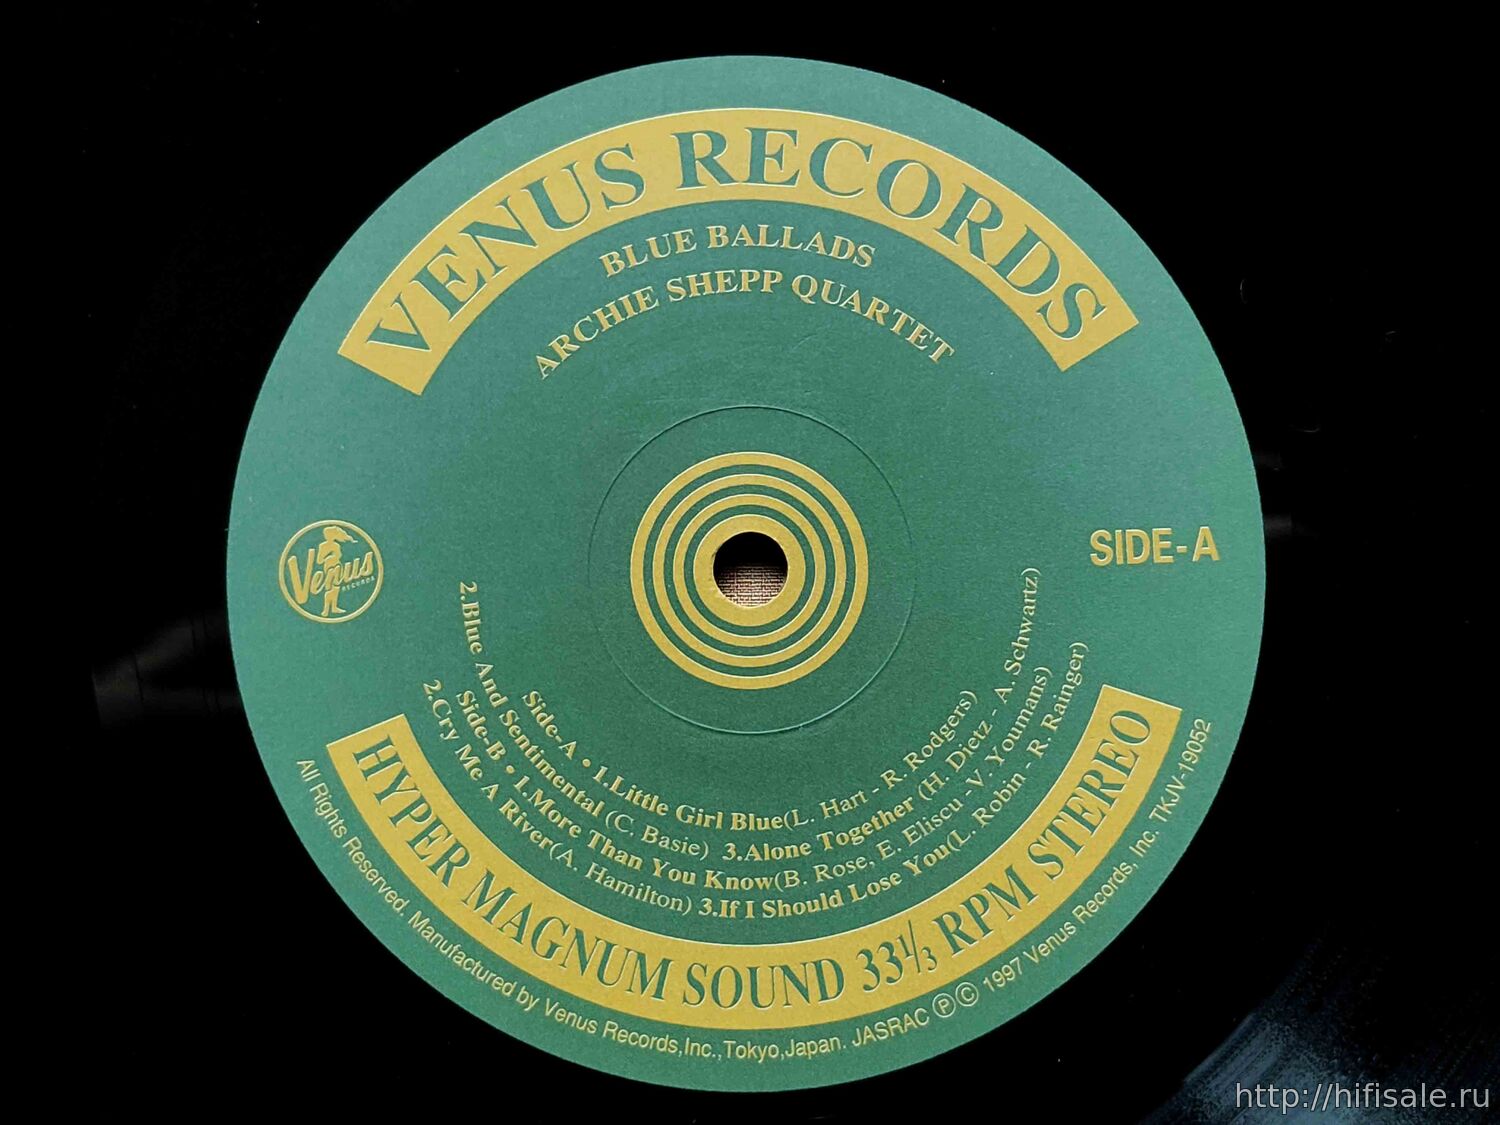 VENUS RECORDS
BLUE BALLADS
ARCHIE SHEPP QUARTET
Venus
RECORDS
SIDE-A
Side-A • 1.Little Girl Blue(L. Hart - R. Rodgers)
2.Blue And Sentimental (C. Basie) 3.Alone Together (H. Dietz - A. Schwartz)
Side-B • 1.More Than You Know(B. Rose, E. Eliscu -V. Youmans)
2.Cry Me A River(A. Hamilton) 3.If I Should Lose You(L. Robin - R. Rainger)
HYPER MAGNUM SOUND 33⅓ RPM STEREO
All Rights Reserved. Manufactured by Venus Records,Inc.,Tokyo,Japan. JASRAC ℗© 1997 Venus Records, Inc. TKJV-19052
http://hifisale.ru